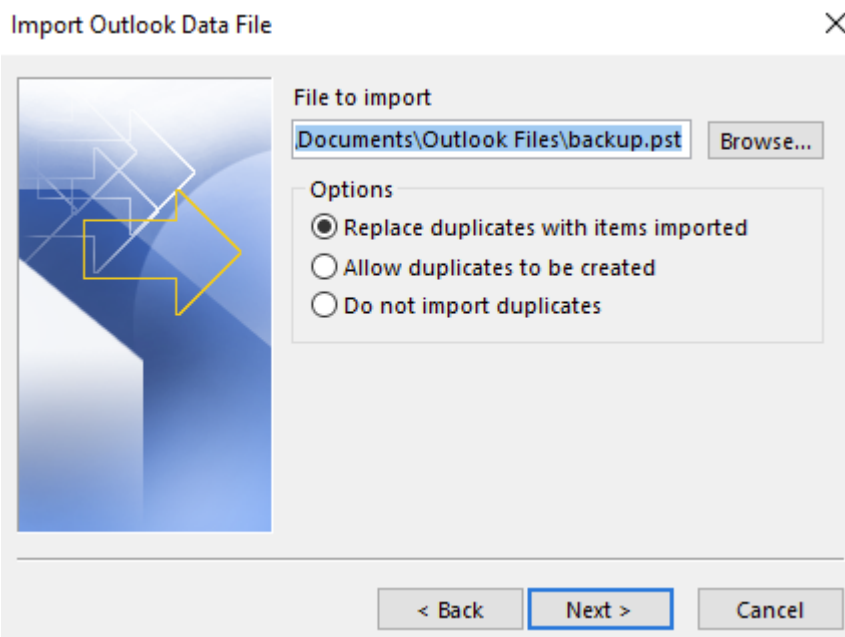 Import Outlook Data File
File to import
Documents\Outlook Files\backup.pst
Browse...
Options
Replace duplicates with items imported
Allow duplicates to be created
Do not import duplicates
< Back
Next >
Cancel